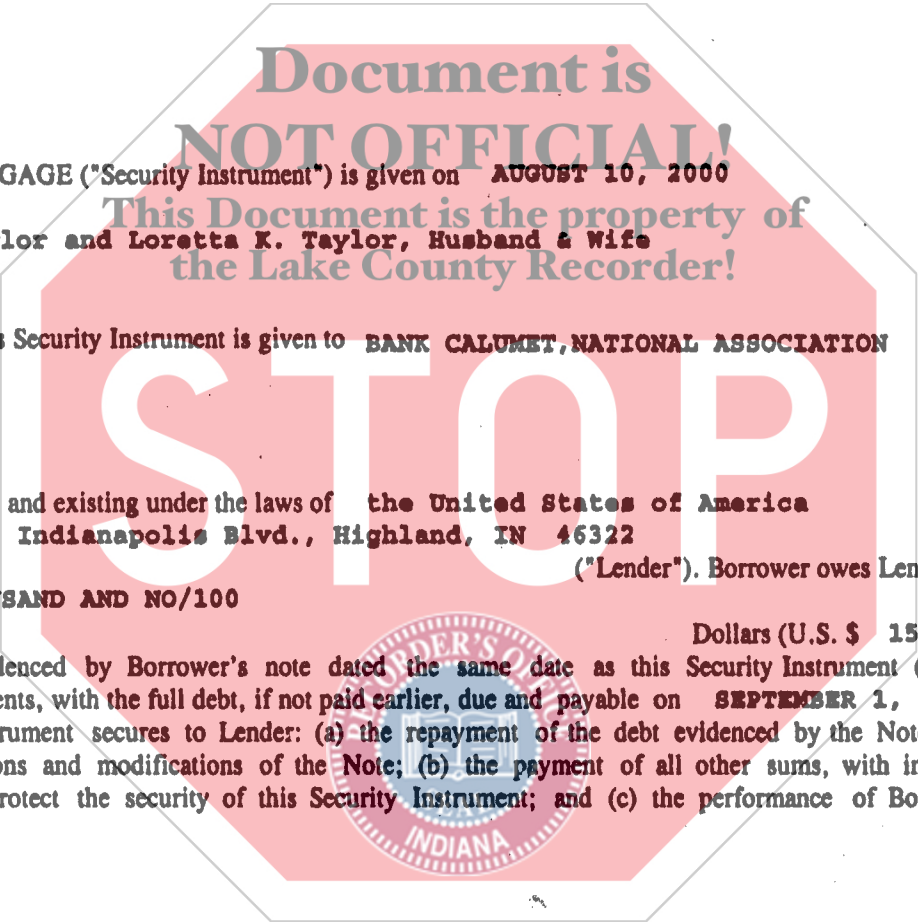 Document is
NOT OFFICIAL!
GAGE ("Security Instrument") is given on AUGUST 10, 2000
This Document is the property of
lor and Loretta K. Taylor, Husband & Wife
the Lake County Recorder!
s Security Instrument is given to BANK CALUMET,NATIONAL ASSOCIATION
STOP
and existing under the laws of the United States of America
Indianapolis Blvd., Highland, IN 46322
("Lender"). Borrower owes Len
SAND AND NO/100
Dollars (U.S. $ 15
denced by Borrower's note dated the same date as this Security Instrument (
ents, with the full debt, if not paid earlier, due and payable on SEPTEMBER 1,
rument secures to Lender: (a) the repayment of the debt evidenced by the Not
ons and modifications of the Note; (b) the payment of all other sums, with in
rotect the security of this Security Instrument; and (c) the performance of Bo
RECORDER'S OFFICE
SEAL
INDIANA